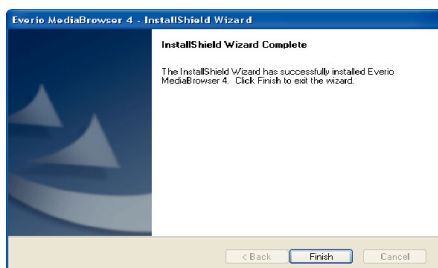 Everio MediaBrowser 4 - InstallShield Wizard
InstallShield Wizard Complete
The InstallShield Wizard has successfully installed Everio
MediaBrowser 4. Click Finish to exit the wizard.
< Back Finish Cancel